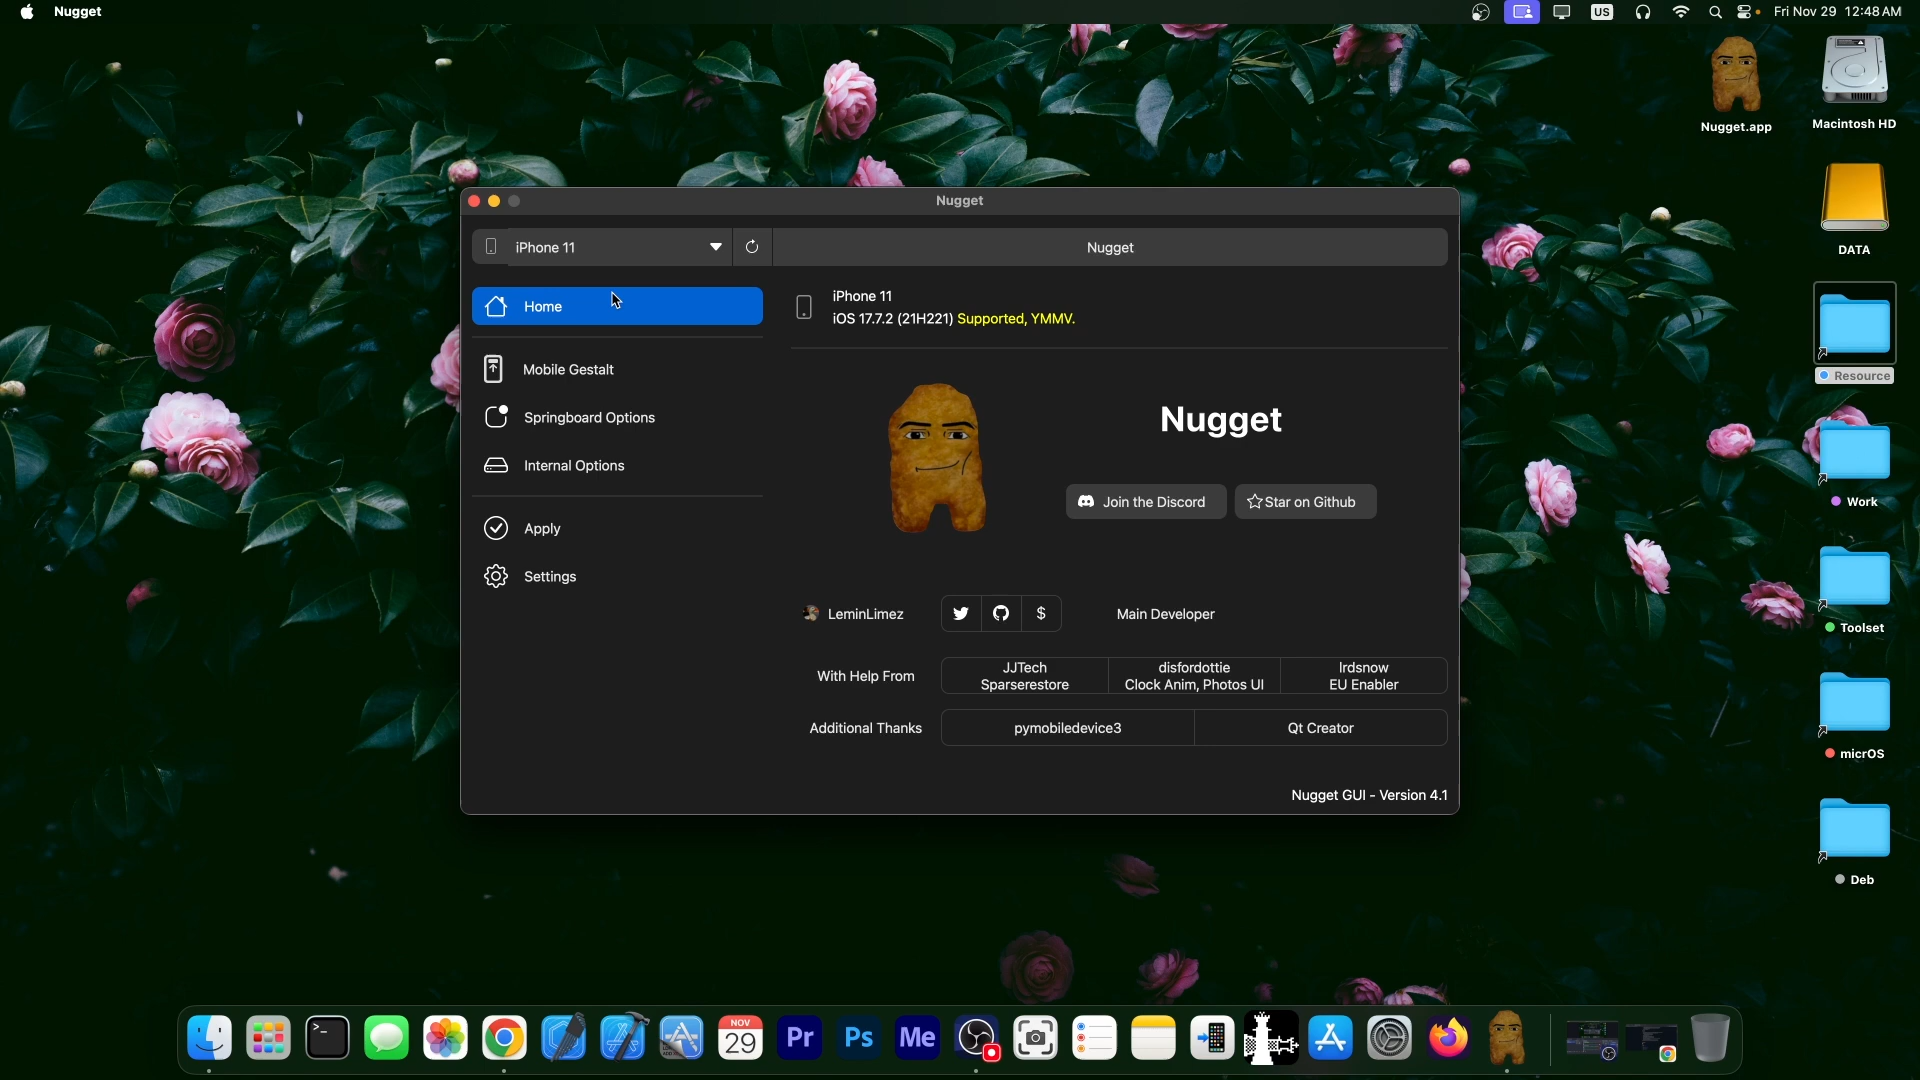 Nugget
US
Fri Nov 29 12:48 AM
Nugget.app
Macintosh HD
DATA
Resource
Work
Toolset
micrOS
Deb
Nugget
iPhone 11
Nugget
Home
Mobile Gestalt
Springboard Options
Internal Options
Apply
Settings
iPhone 11
iOS 17.7.2 (21H221) Supported, YMMV.
Nugget
Join the Discord
Star on Github
LeminLimez
$
Main Developer
With Help From
JJTech
Sparserestore
disfordottie
Clock Anim, Photos UI
lrdsnow
EU Enabler
Additional Thanks
pymobiledevice3
Qt Creator
Nugget GUI - Version 4.1
>_
NOV
29
Pr
Ps
Me